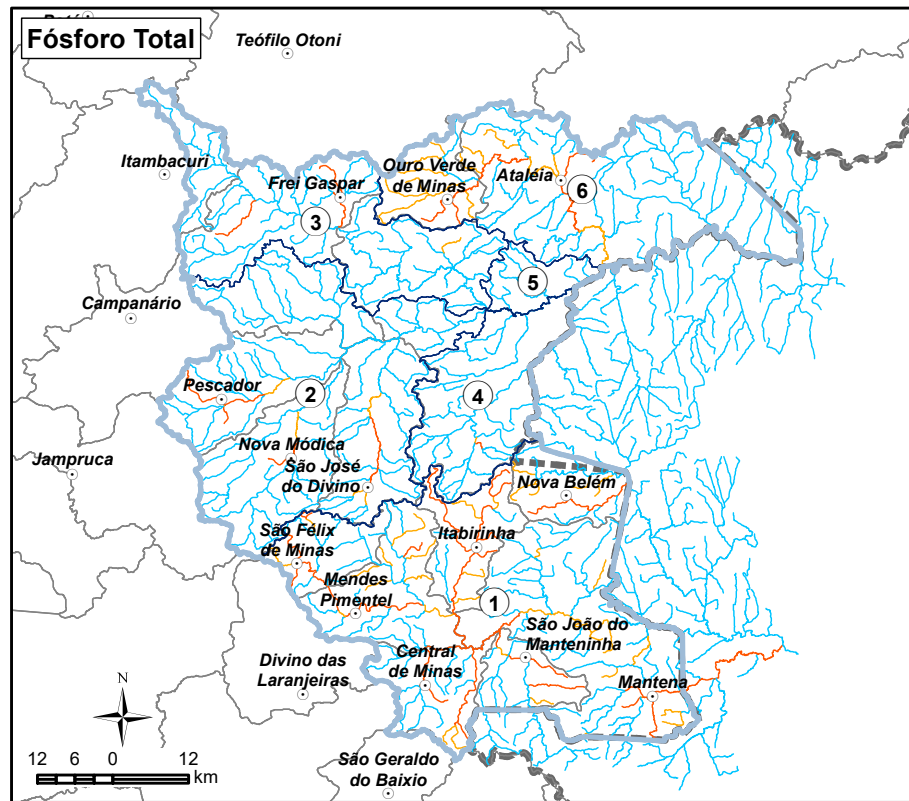 Fósforo Total
Teófilo Otoni
Itambacuri
Frei Gaspar
Ouro Verde
de Minas
Ataléia
6
3
5
Campanário
Pescador
2
4
Nova Módica
São José
do Divino
Jampruca
Nova Belém
São Félix
de Minas
Itabirinha
Mendes
Pimentel
1
São João do
Manteninha
Central
de Minas
Divino das
Laranjeiras
Mantena
São Geraldo
do Baixio
N
12 6 0 12
km